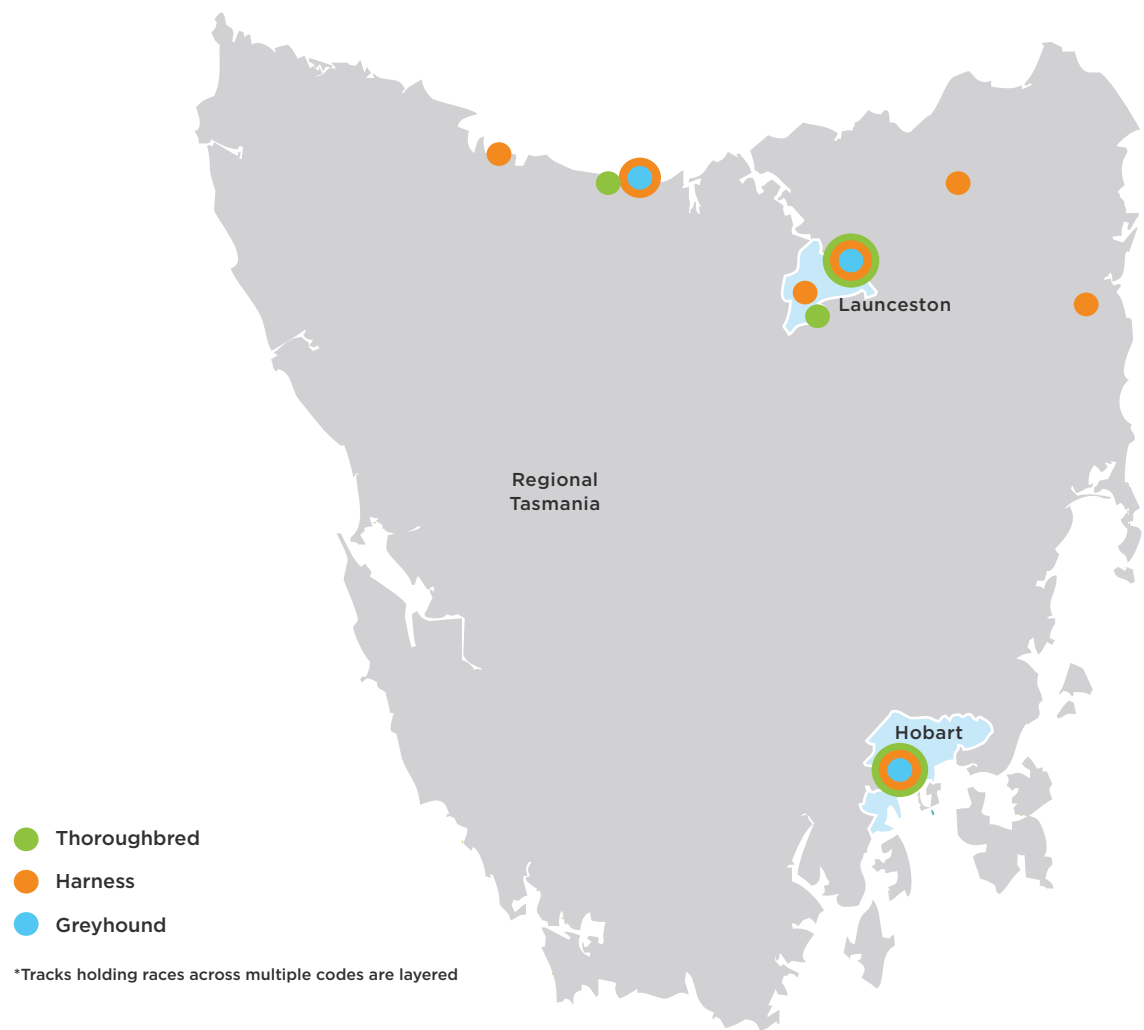 Launceston
Regional
Tasmania
Hobart
Thoroughbred
Harness
Greyhound
*Tracks holding races across multiple codes are layered